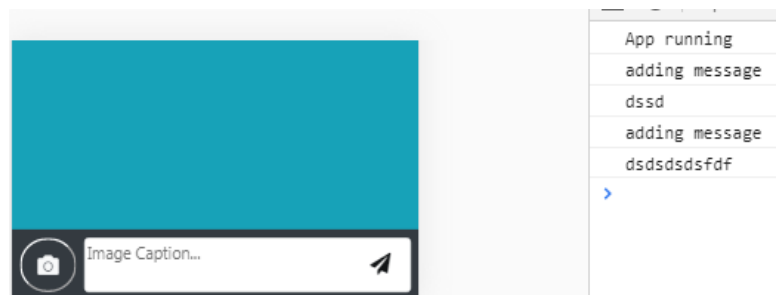 App running
adding message
dssd
adding message
dsdsdsdsfdf
Image Caption...